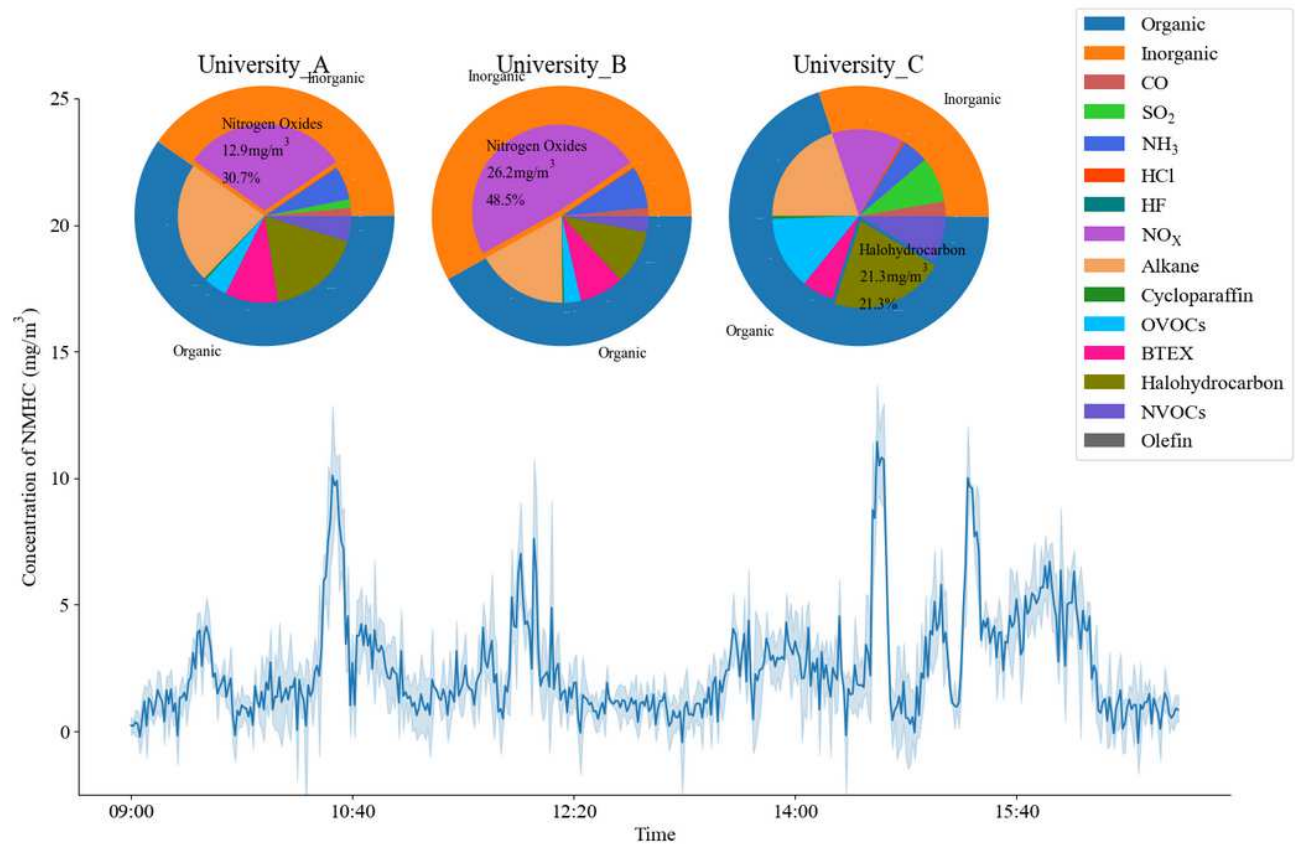 University_A
University_B
University_C
Inorganic
Inorganic
Inorganic
Nitrogen Oxides
12.9mg/m³
30.7%
Nitrogen Oxides
26.2mg/m³
48.5%
Halohydrocarbon
21.3mg/m³
21.3%
Organic
Organic
Organic
Organic
Inorganic
CO
SO₂
NH₃
HCl
HF
NOX
Alkane
Cycloparaffin
OVOCs
BTEX
Halohydrocarbon
NVOCs
Olefin
Concentration of NMHC (mg/m³)
25
20
15
10
5
0
09:00
10:40
12:20
14:00
15:40
Time